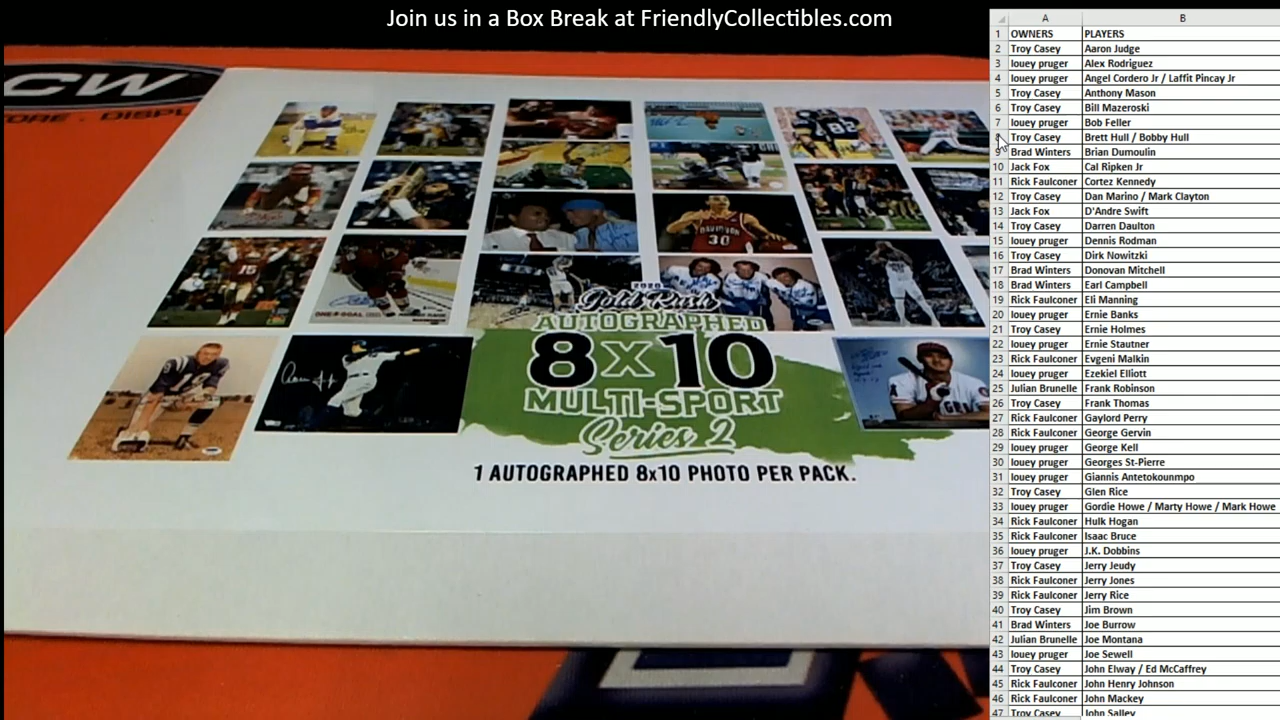 Join us in a Box Break at FriendlyCollectibles.com
CW
2020
Gold Rush
AUTOGRAPHED
8x10
MULTI-SPORT
Series 2
1 AUTOGRAPHED 8x10 PHOTO PER PACK.
82
DAVIDSON
30
A B
1 OWNERS PLAYERS
2 Troy Casey Aaron Judge
3 louey pruger Alex Rodriguez
4 louey pruger Angel Cordero Jr / Laffit Pincay Jr
5 Troy Casey Anthony Mason
6 Troy Casey Bill Mazeroski
7 louey pruger Bob Feller
8 Troy Casey Brett Hull / Bobby Hull
9 Brad Winters Brian Dumoulin
10 Jack Fox Cal Ripken Jr
11 Rick Faulconer Cortez Kennedy
12 Troy Casey Dan Marino / Mark Clayton
13 Jack Fox D'Andre Swift
14 Troy Casey Darren Daulton
15 louey pruger Dennis Rodman
16 Troy Casey Dirk Nowitzki
17 Brad Winters Donovan Mitchell
18 Brad Winters Earl Campbell
19 Rick Faulconer Eli Manning
20 louey pruger Ernie Banks
21 Troy Casey Ernie Holmes
22 louey pruger Ernie Stautner
23 Rick Faulconer Evgeni Malkin
24 louey pruger Ezekiel Elliott
25 Julian Brunelle Frank Robinson
26 Troy Casey Frank Thomas
27 Rick Faulconer Gaylord Perry
28 Rick Faulconer George Gervin
29 louey pruger George Kell
30 louey pruger Georges St-Pierre
31 louey pruger Giannis Antetokounmpo
32 Troy Casey Glen Rice
33 louey pruger Gordie Howe / Marty Howe / Mark Howe
34 Rick Faulconer Hulk Hogan
35 Rick Faulconer Isaac Bruce
36 louey pruger J.K. Dobbins
37 Troy Casey Jerry Jeudy
38 Rick Faulconer Jerry Jones
39 Rick Faulconer Jerry Rice
40 Troy Casey Jim Brown
41 Brad Winters Joe Burrow
42 Julian Brunelle Joe Montana
43 louey pruger Joe Sewell
44 Troy Casey John Elway / Ed McCaffrey
45 Rick Faulconer John Henry Johnson
46 Rick Faulconer John Mackey
47 Troy Casey John Salley